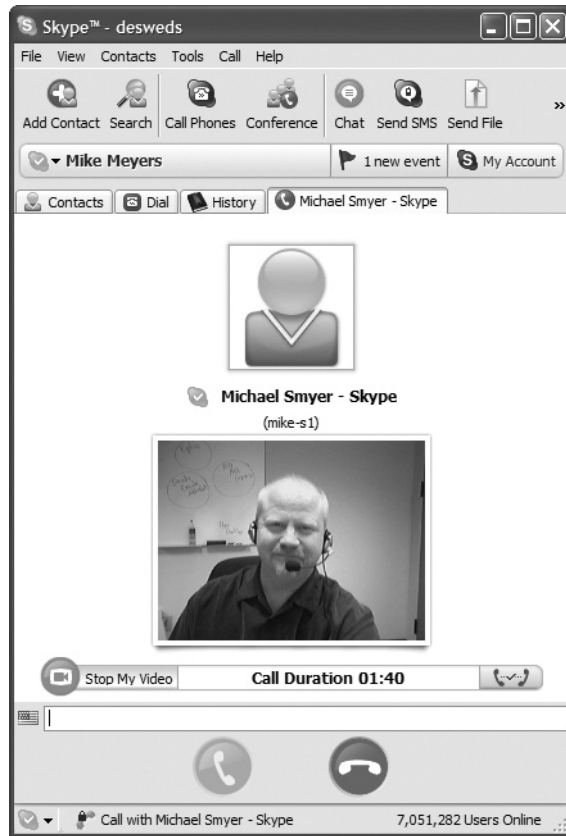 Skype™ - desweds
File View Contacts Tools Call Help
Add Contact Search Call Phones Conference Chat Send SMS Send File »
Mike Meyers 1 new event My Account
Contacts Dial History Michael Smyer - Skype
Michael Smyer - Skype
(mike-s1)
Stop My Video Call Duration 01:40
Call with Michael Smyer - Skype 7,051,282 Users Online